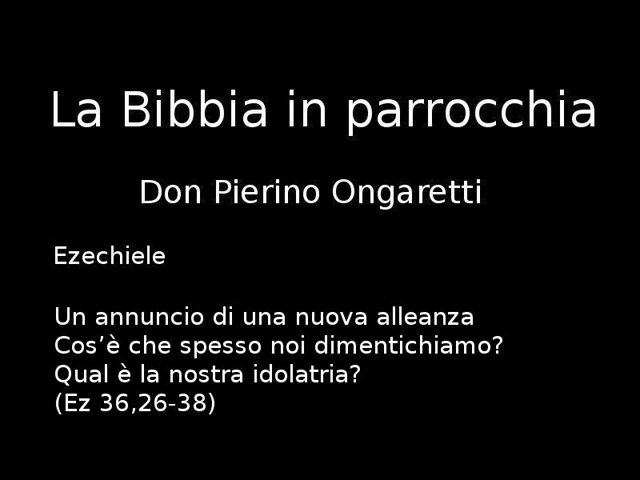 La Bibbia in parrocchia
Don Pierino Ongaretti
Ezechiele
Un annuncio di una nuova alleanza
Cos’è che spesso noi dimentichiamo?
Qual è la nostra idolatria?
(Ez 36,26-38)